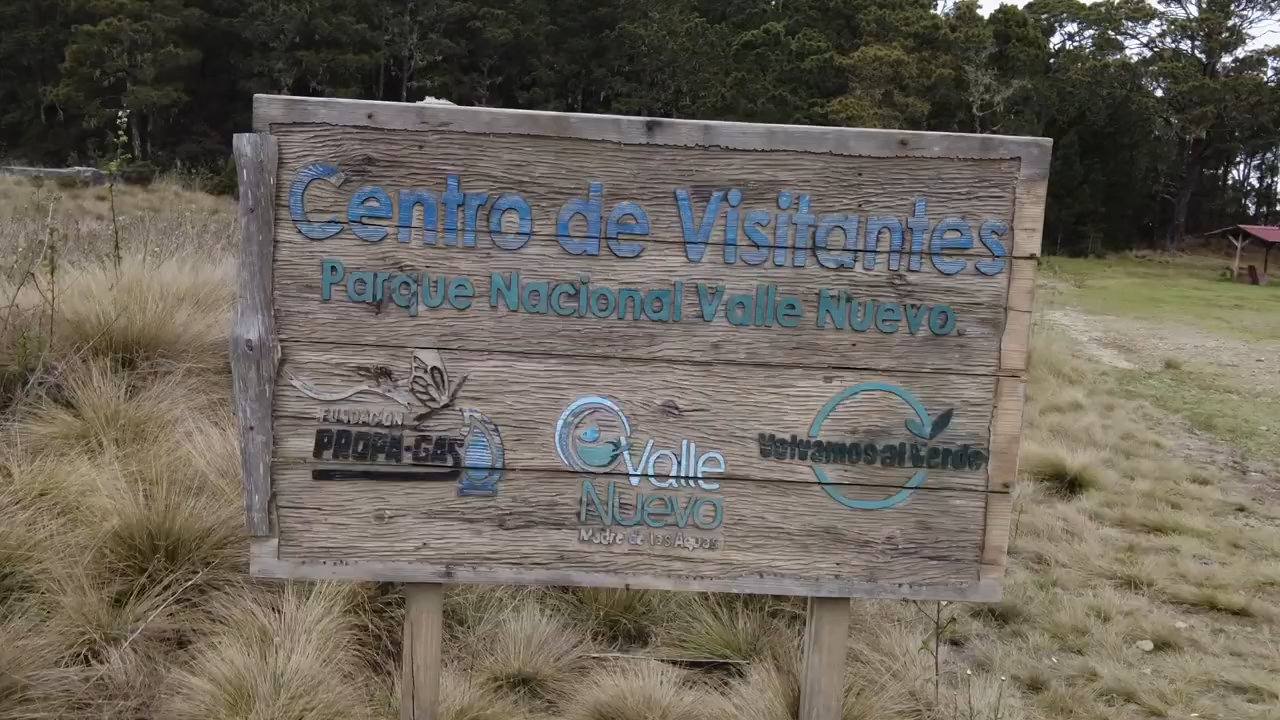 Centro de Visitantes
Parque Nacional Valle Nuevo.
FUNDACION
PROPA-GAS
Valle
Nuevo
Madre de las Aguas
Volvamos al Verde